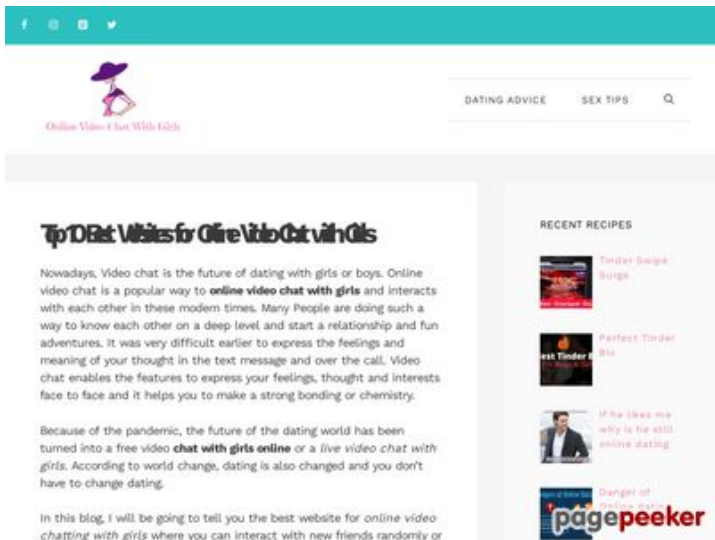 DATING ADVICE SEX TIPS
Online Video Chat With Girls
Top 10 Best Websites for Online Video Chat with Girls
Nowadays, Video chat is the future of dating with girls or boys. Online
video chat is a popular way to online video chat with girls and interacts
with each other in these modern times. Many People are doing such a
way to know each other on a deep level and start a relationship and fun
adventures. It was very difficult earlier to express the feelings and
meaning of your thought in the text message and over the call. Video
chat enables the features to express your feelings, thought and interests
face to face and it helps you to make a strong bonding or chemistry.
Because of the pandemic, the future of the dating world has been
turned into a free video chat with girls online or a live video chat with
girls. According to world change, dating is also changed and you don't
have to change dating.
In this blog, I will be going to tell you the best website for online video
chatting with girls where you can interact with new friends randomly or
RECENT RECIPES
Tinder Swipe
Surge
Perfect Tinder
Bio
est Tinder B
If he likes me
why is he still
online dating
Danger of
Online dating
pagepeeker